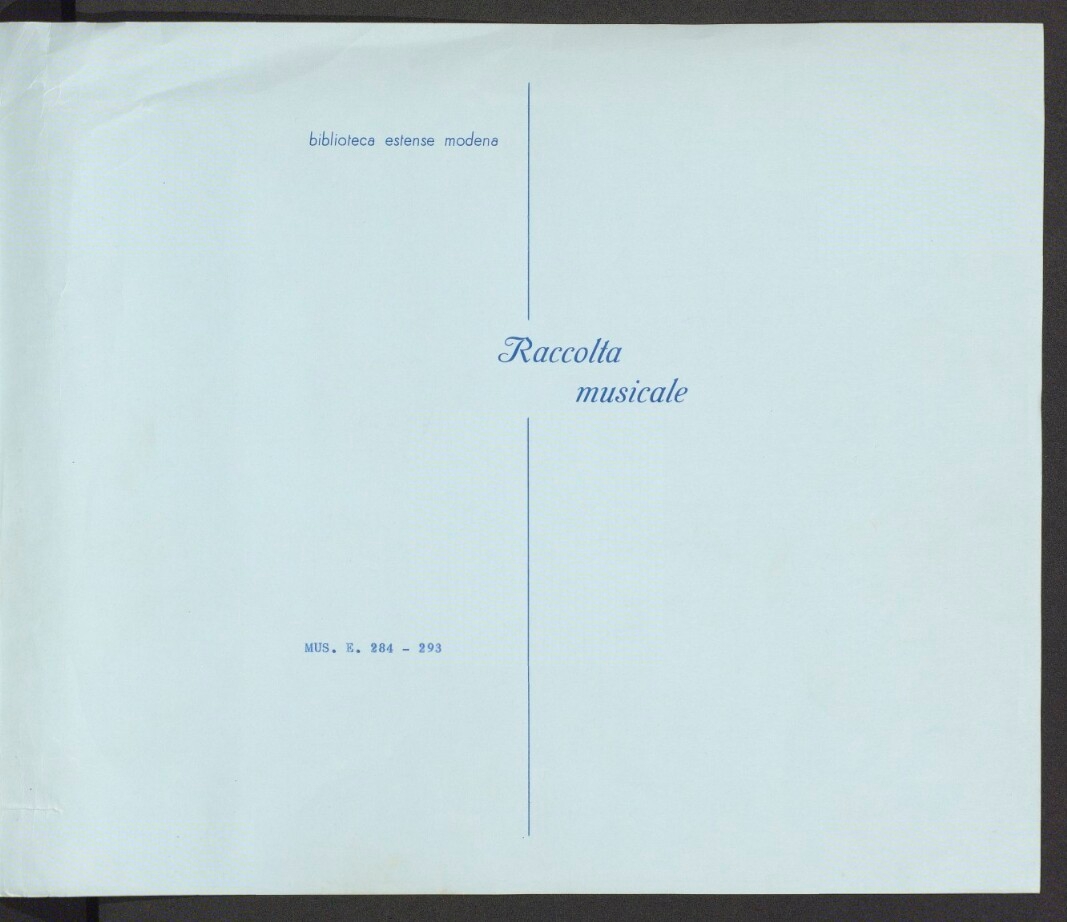 biblioteca estense modena
Raccolta
musicale
MUS. E. 284 - 293